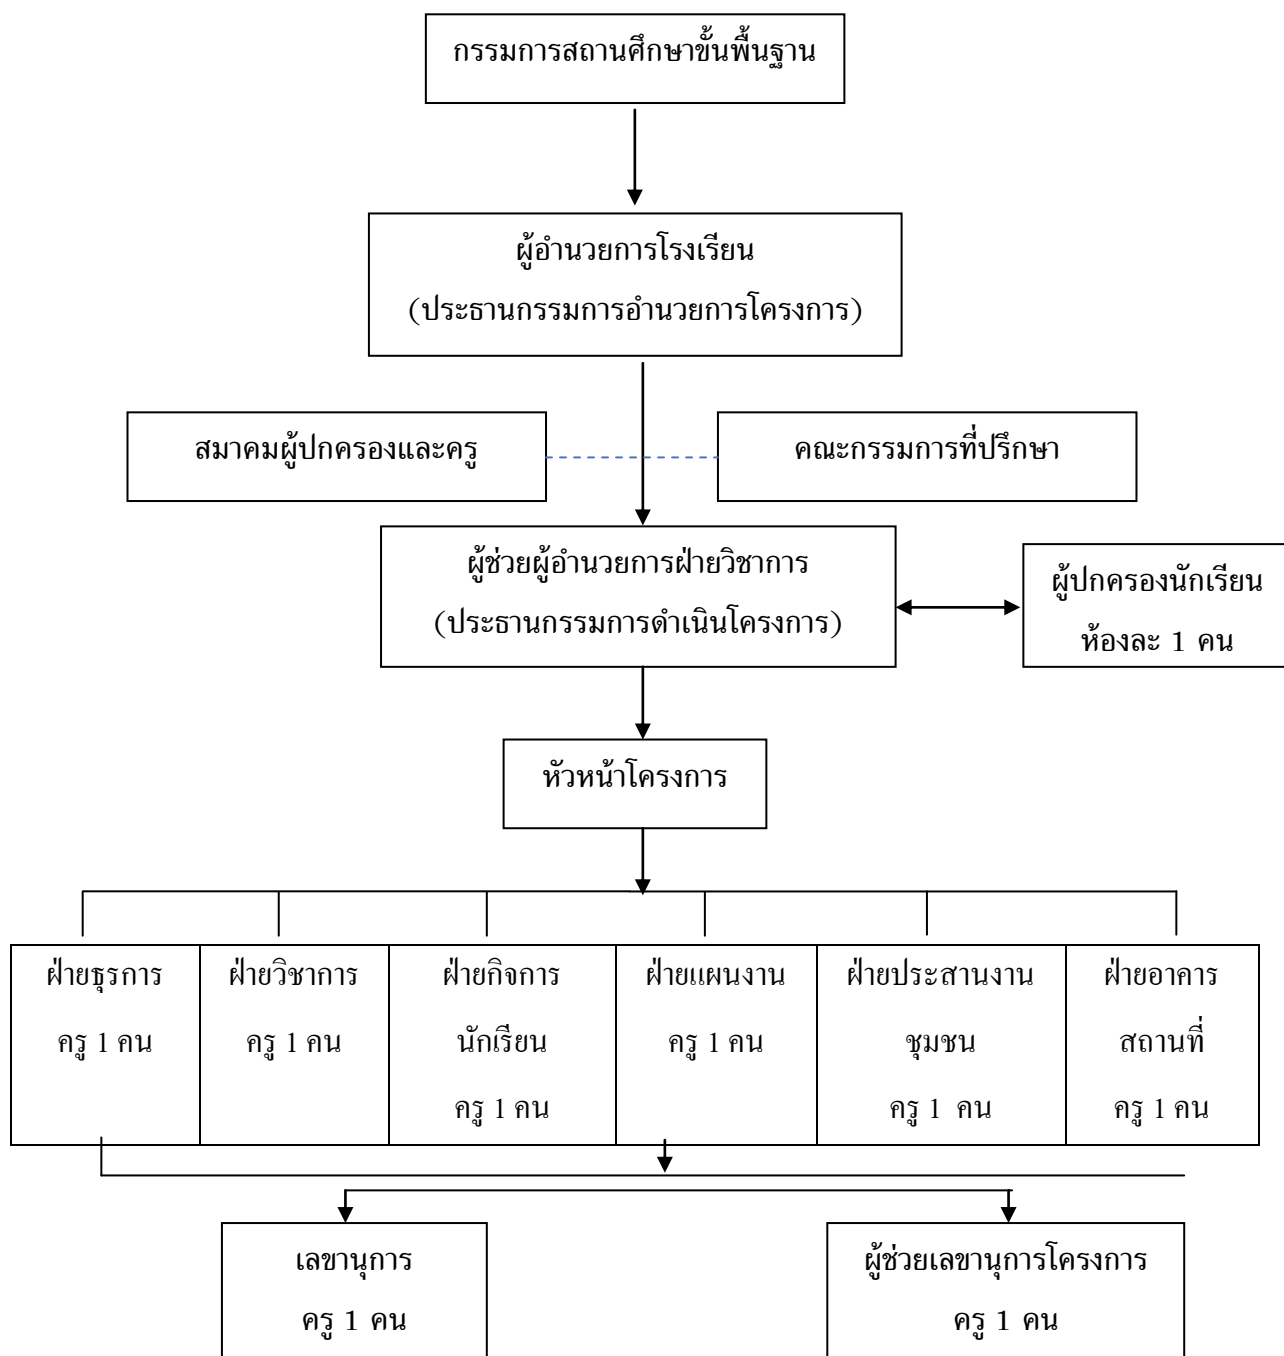 กรรมการสถานศึกษาขั้นพื้นฐาน
ผู้อำนวยการโรงเรียน
(ประธานกรรมการอำนวยการโครงการ)
สมาคมผู้ปกครองและครู
คณะกรรมการที่ปรึกษา
ผู้ช่วยผู้อำนวยการฝ่ายวิชาการ
(ประธานกรรมการดำเนินโครงการ)
ผู้ปกครองนักเรียน
ห้องละ 1 คน
หัวหน้าโครงการ
ฝ่ายธุรการ
ครู 1 คน
ฝ่ายวิชาการ
ครู 1 คน
ฝ่ายกิจการ
นักเรียน
ครู 1 คน
ฝ่ายแผนงาน
ครู 1 คน
ฝ่ายประสานงาน
ชุมชน
ครู 1 คน
ฝ่ายอาคาร
สถานที่
ครู 1 คน
เลขานุการ
ครู 1 คน
ผู้ช่วยเลขานุการโครงการ
ครู 1 คน